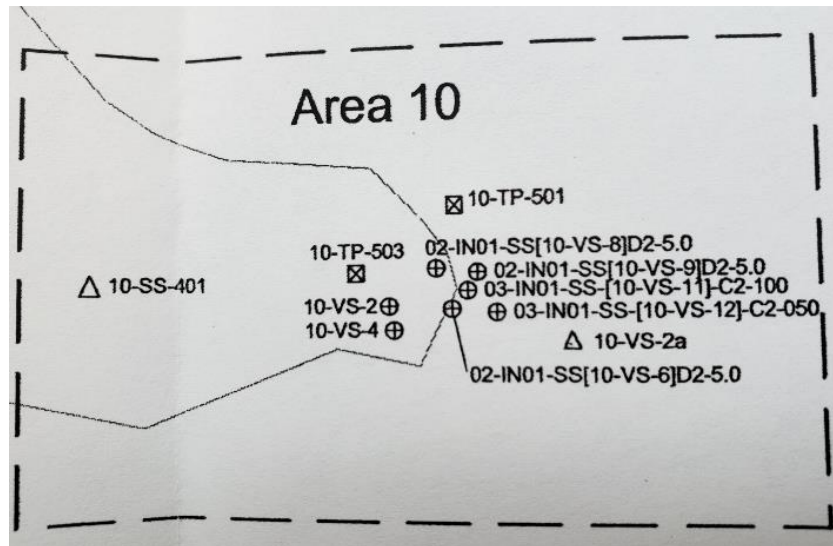 Area 10
10-TP-501
02-IN01-SS[10-VS-8]D2-5.0
10-TP-503
02-IN01-SS[10-VS-9]D2-5.0
10-SS-401
03-IN01-SS-[10-VS-11]-C2-100
10-VS-2
03-IN01-SS-[10-VS-12]-C2-050
10-VS-4
10-VS-2a
02-IN01-SS[10-VS-6]D2-5.0